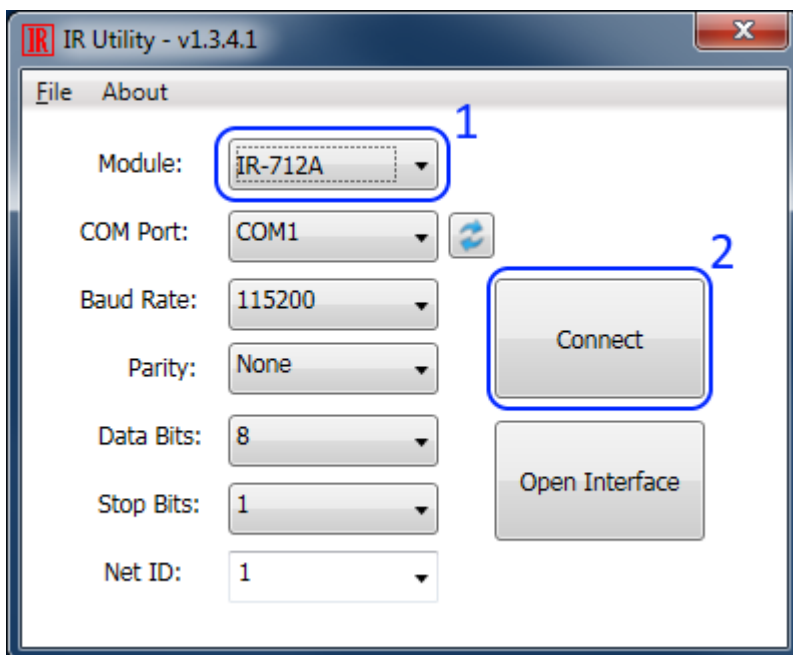 IR IR Utility - v1.3.4.1
File About
1
Module: IR-712A
COM Port: COM1
2
Baud Rate: 115200
Connect
Parity: None
Data Bits: 8
Open Interface
Stop Bits: 1
Net ID: 1